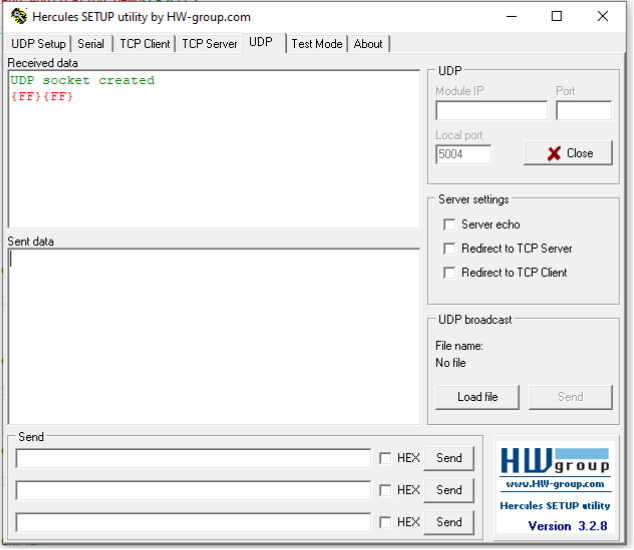 Hercules SETUP utility by HW-group.com
UDP Setup Serial TCP Client TCP Server UDP Test Mode About
Received data
UDP socket created
{FF}{FF}
Sent data
UDP
Module IP Port
Local port
5004 Close
Server settings
Server echo
Redirect to TCP Server
Redirect to TCP Client
UDP broadcast
File name:
No file
Load file Send
Send
HEX Send
HEX Send
HEX Send
HW group
www.HW-group.com
Hercules SETUP utility
Version 3.2.8